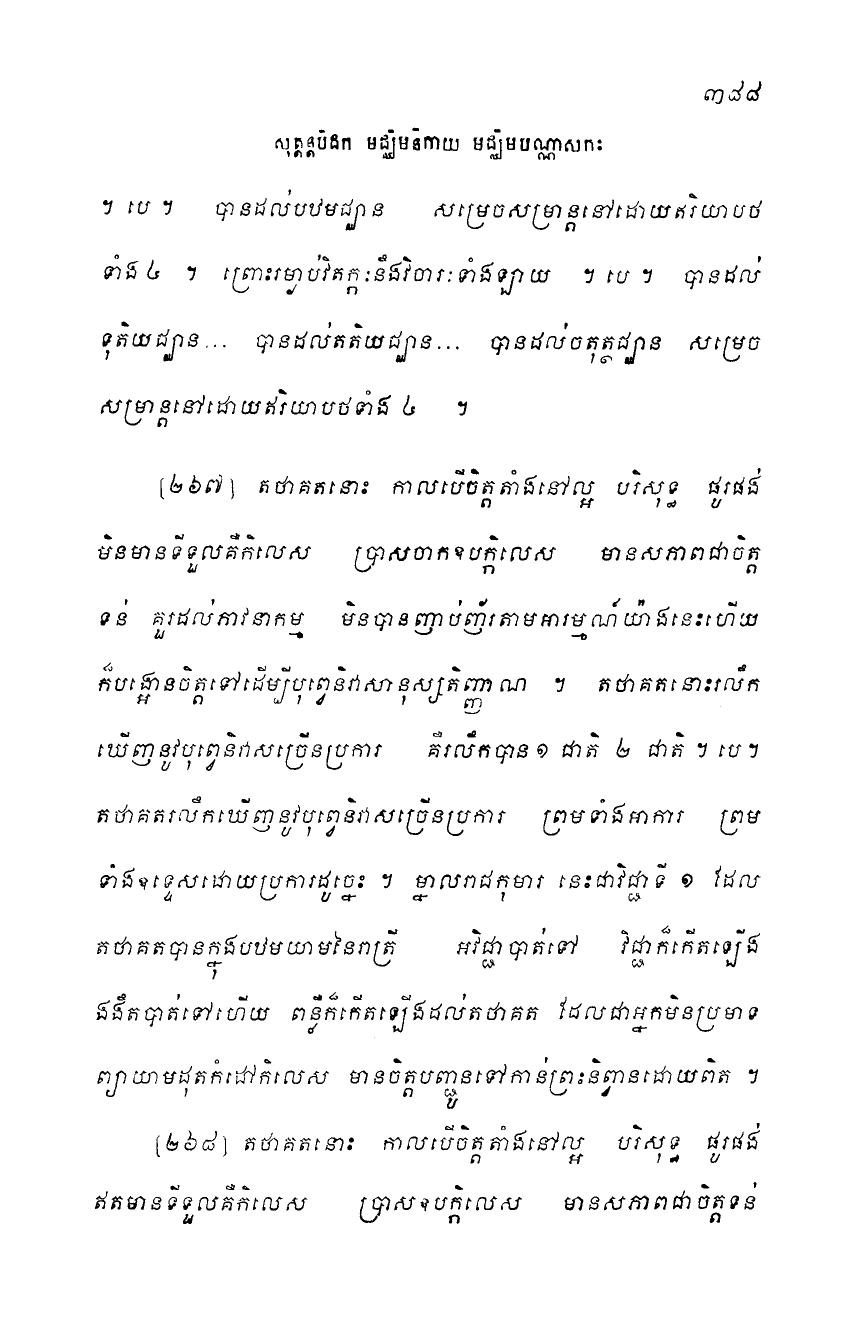 ៣៨៨
សុត្តន្តបិដក មជ្ឈិមនិកាយ មជ្ឈិមបណ្ណាសកៈ
។ បេ ។ បានដល់បឋមជ្ឈាន សម្រេចសម្រាន្តនៅដោយឥរិយាបថ
ទាំង ៤ ។ ព្រោះរម្ងាប់វិតក្កៈនឹងវិចារៈទាំងឡាយ ។ បេ ។ បានដល់
ទុតិយជ្ឈាន... បានដល់តតិយជ្ឈាន... បានដល់ចតុត្ថជ្ឈាន សម្រេច
សម្រាន្តនៅដោយឥរិយាបថទាំង ៤ ។
[២៦៧] តថាគតនោះ កាលបើចិត្តតាំងនៅល្អ បរិសុទ្ធ ផូរផង់
មិនមានទីទួលគឺកិលេស ប្រាសចាកឧបក្កិលេស មានសភាពជាចិត្ត
ទន់ គួរដល់ភាវនាកម្ម មិនបានញាប់ញ័រតាមអារម្មណ៍យ៉ាងនេះហើយ
ក៏បង្អោនចិត្តទៅដើម្បីបុព្វេនិវាសានុស្សតិញ្ញាណ ។ តថាគតនោះរលឹក
ឃើញនូវបុព្វេនិវាសច្រើនប្រការ គឺរលឹកបាន ១ ជាតិ ២ ជាតិ ។ បេ ។
តថាគតរលឹកឃើញនូវបុព្វេនិវាសច្រើនប្រការ ព្រមទាំងអាការ ព្រម
ទាំងឧទ្ទេសដោយប្រការដូច្នេះ ។ ម្នាលរាជកុមារ នេះជាវិជ្ជាទី ១ ដែល
តថាគតបានក្នុងបឋមយាមនៃរាត្រី អវិជ្ជាបាត់ទៅ វិជ្ជាក៏កើតឡើង
ងងឹតបាត់ទៅហើយ ពន្លឺក៏កើតឡើងដល់តថាគត ដែលជាអ្នកមិនប្រមាទ
ព្យាយាមដុតកំដៅកិលេស មានចិត្តបញ្ជូនទៅកាន់ព្រះនិព្វានដោយពិត ។
[២៦៨] តថាគតនោះ កាលបើចិត្តតាំងនៅល្អ បរិសុទ្ធ ផូរផង់
ឥតមានទីទួលគឺកិលេស ប្រាសឧបក្កិលេស មានសភាពជាចិត្តទន់